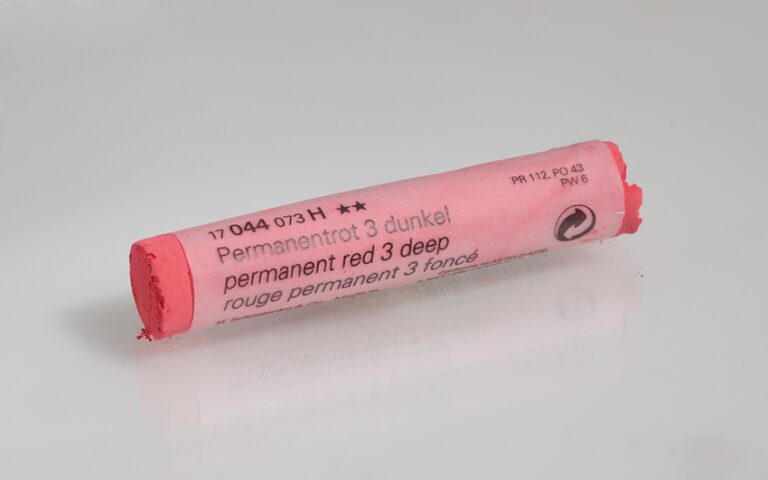 17 044 073 H ★★
Permanentrot 3 dunkel
permanent red 3 deep
rouge permanent 3 foncé
PR 112, PO 43
PW 6